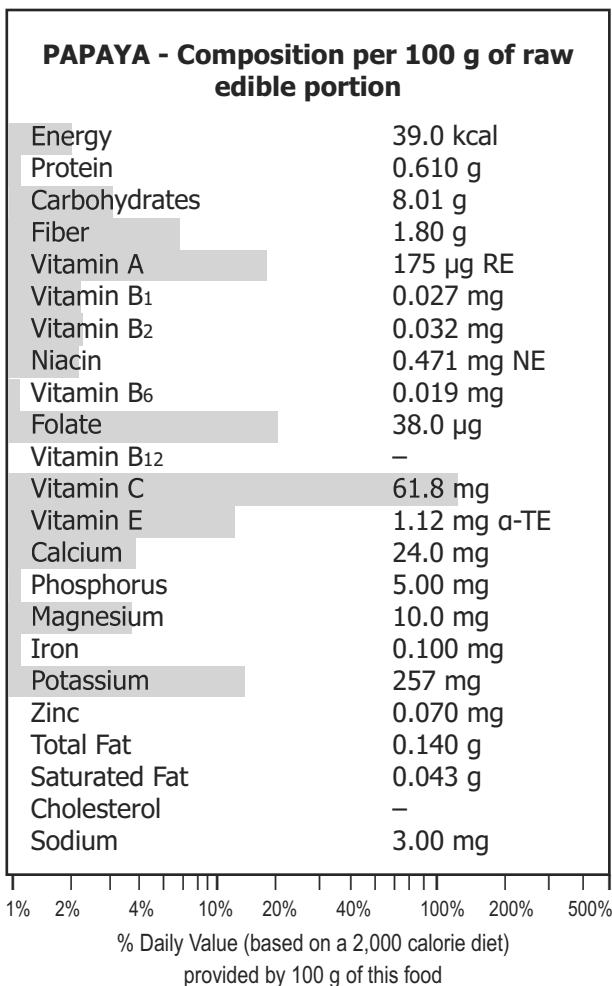 PAPAYA - Composition per 100 g of raw
edible portion
Energy 39.0 kcal
Protein 0.610 g
Carbohydrates 8.01 g
Fiber 1.80 g
Vitamin A 175 µg RE
Vitamin B1 0.027 mg
Vitamin B2 0.032 mg
Niacin 0.471 mg NE
Vitamin B6 0.019 mg
Folate 38.0 µg
Vitamin B12 –
Vitamin C 61.8 mg
Vitamin E 1.12 mg α-TE
Calcium 24.0 mg
Phosphorus 5.00 mg
Magnesium 10.0 mg
Iron 0.100 mg
Potassium 257 mg
Zinc 0.070 mg
Total Fat 0.140 g
Saturated Fat 0.043 g
Cholesterol –
Sodium 3.00 mg
1% 2% 4% 10% 20% 40% 100% 200% 500%
% Daily Value (based on a 2,000 calorie diet)
provided by 100 g of this food